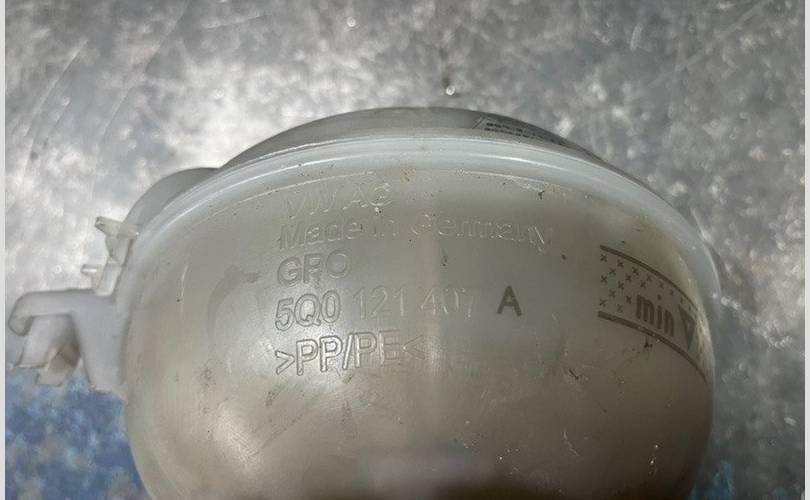 VW AG
Made in Germany
GRO
5Q0 121 407 A
>PP/PE<
min